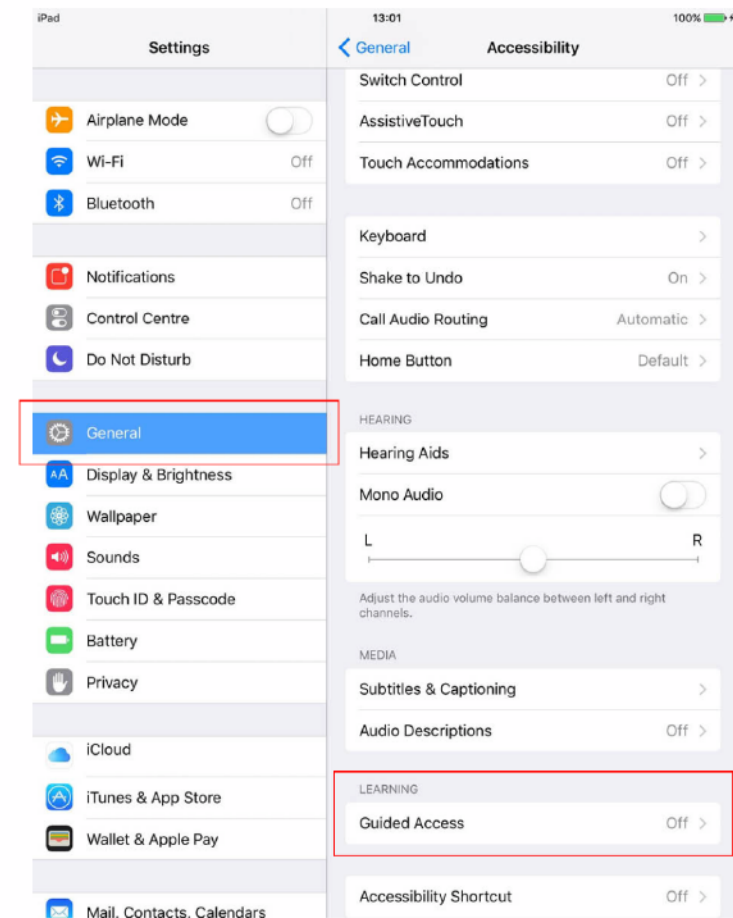 iPad
13:01
100%
Settings
General
Accessibility
Airplane Mode
Wi-Fi
Off
Bluetooth
Off
Notifications
Control Centre
Do Not Disturb
General
AA
Display & Brightness
Wallpaper
Sounds
Touch ID & Passcode
Battery
Privacy
iCloud
iTunes & App Store
Wallet & Apple Pay
Mail, Contacts, Calendars
Switch Control
Off
AssistiveTouch
Off
Touch Accommodations
Off
Keyboard
Shake to Undo
On
Call Audio Routing
Automatic
Home Button
Default
HEARING
Hearing Aids
Mono Audio
L
R
Adjust the audio volume balance between left and right
channels.
MEDIA
Subtitles & Captioning
Audio Descriptions
Off
LEARNING
Guided Access
Off
Accessibility Shortcut
Off